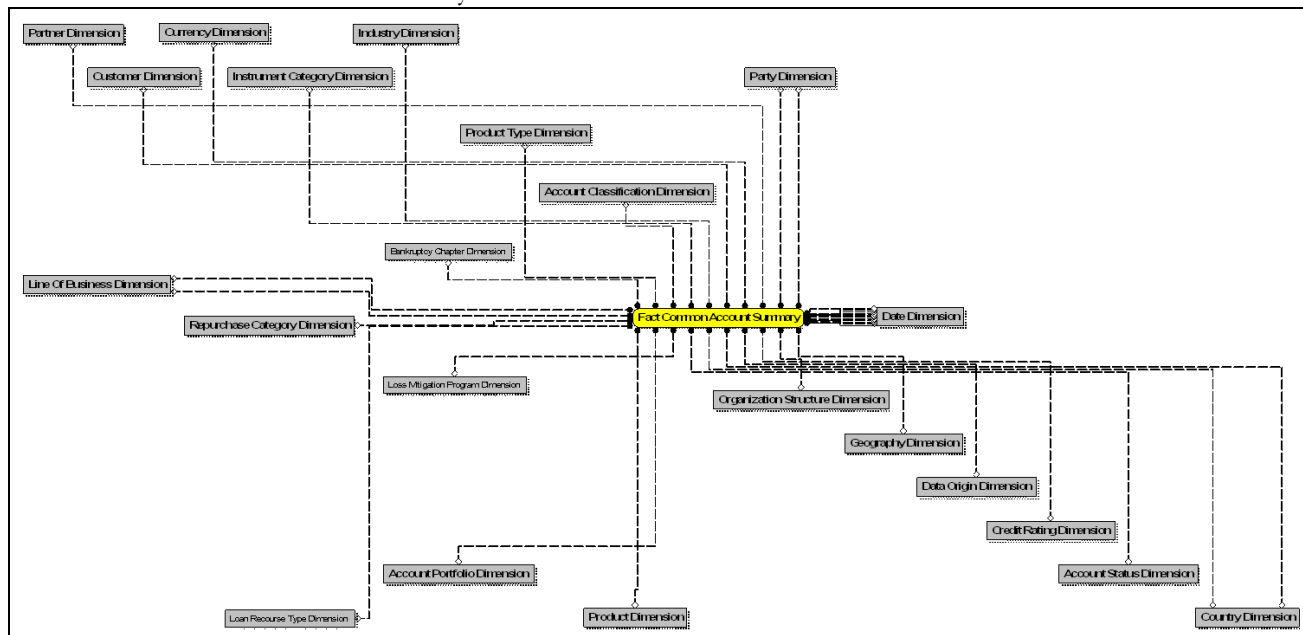 Partner Dimension
Currency Dimension
Industry Dimension
Customer Dimension
Instrument Category Dimension
Party Dimension
Product Type Dimension
Account Classification Dimension
Bankruptcy Chapter Dimension
Line Of Business Dimension
Fact Common Account Summary
Date Dimension
Repurchase Category Dimension
Loss Mitigation Program Dimension
Organization Structure Dimension
Geography Dimension
Data Origin Dimension
Credit Rating Dimension
Account Portfolio Dimension
Account Status Dimension
Loan Recourse Type Dimension
Product Dimension
Country Dimension